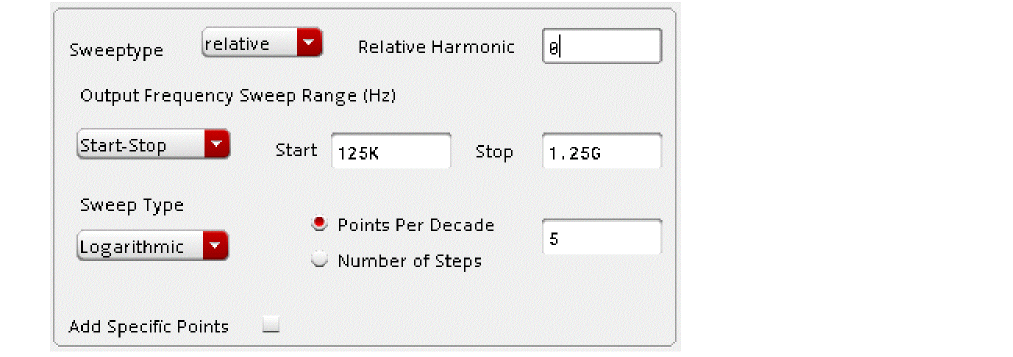 Sweeptype relative Relative Harmonic 0
Output Frequency Sweep Range (Hz)
Start-Stop Start 125K Stop 1.25G
Sweep Type
Points Per Decade
Logarithmic 5
Number of Steps
Add Specific Points